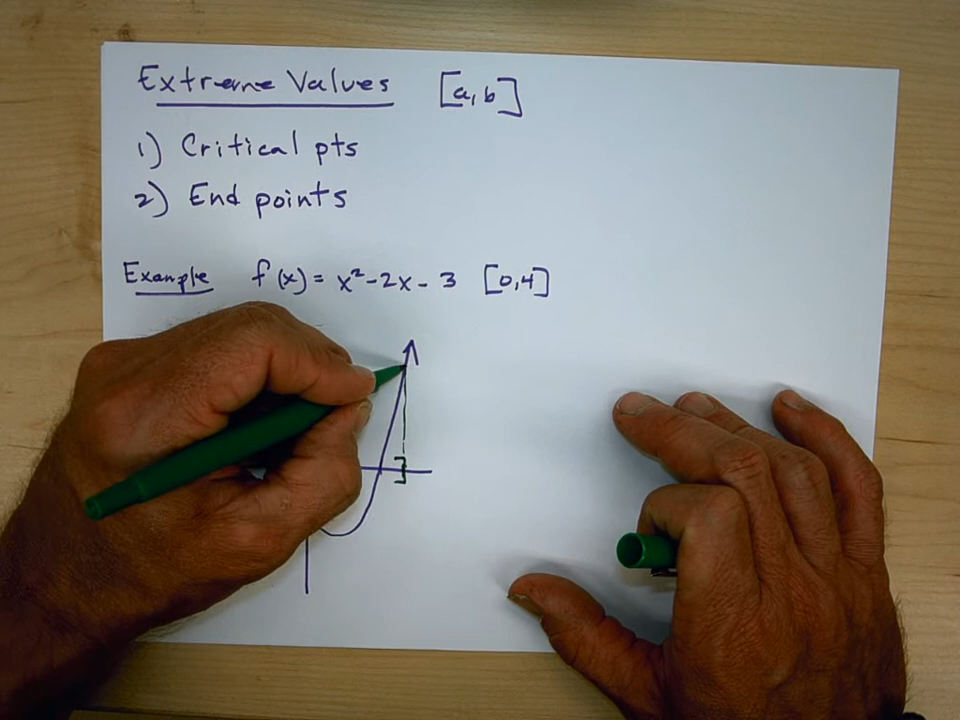 Extreme Values [a,b]
1) Critical pts
2) End points
Example f(x) = x²-2x-3 [0,4]